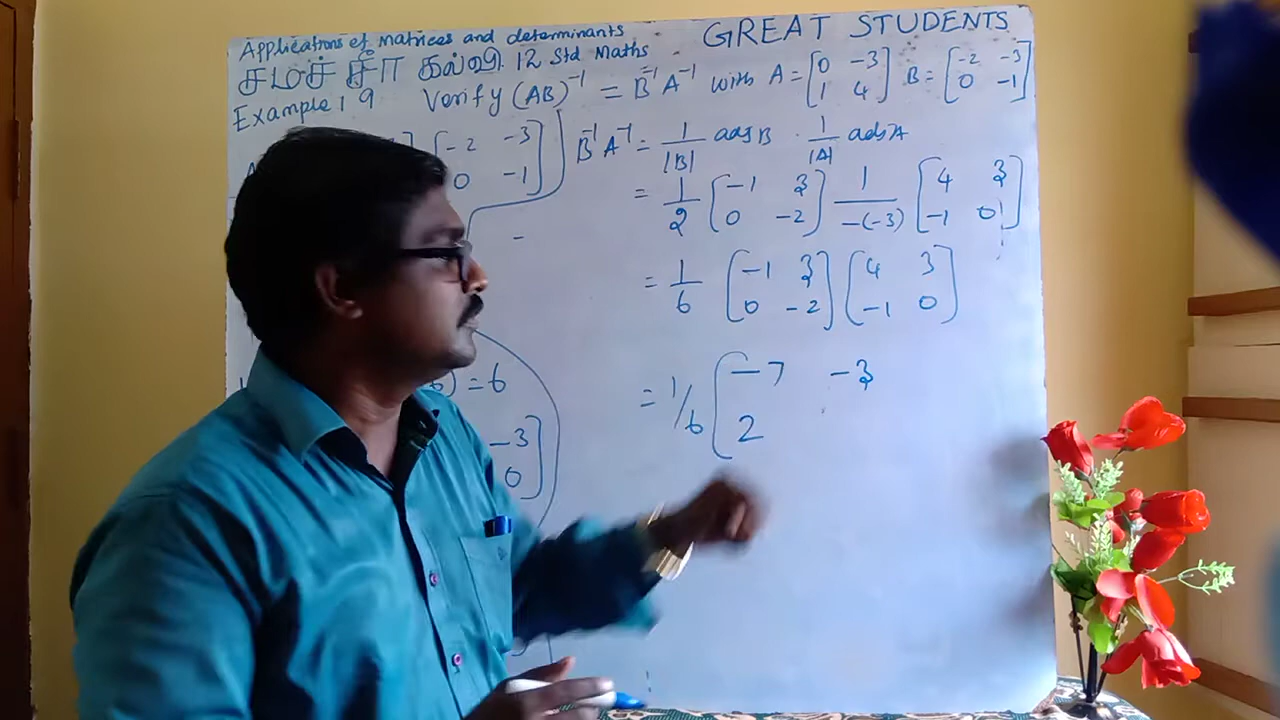 Applications of matrices and determinants
GREAT STUDENTS
சமச்சீர் கல்வி 12 Std Maths
Example 1 9 Verify (AB)⁻¹ = B⁻¹ A⁻¹ with A = [0 -3; 1 4] B = [-2 -3; 0 -1]
[-2 -3; 0 -1]
B⁻¹ A⁻¹ = 1/|B| adj B · 1/|A| adj A
= 1/2 [-1 3; 0 -2] 1/-(-3) [4 3; -1 0]
= 1/6 [-1 3; 0 -2] [4 3; -1 0]
= 6
-3
0]
= 1/6 [-7 -3
2